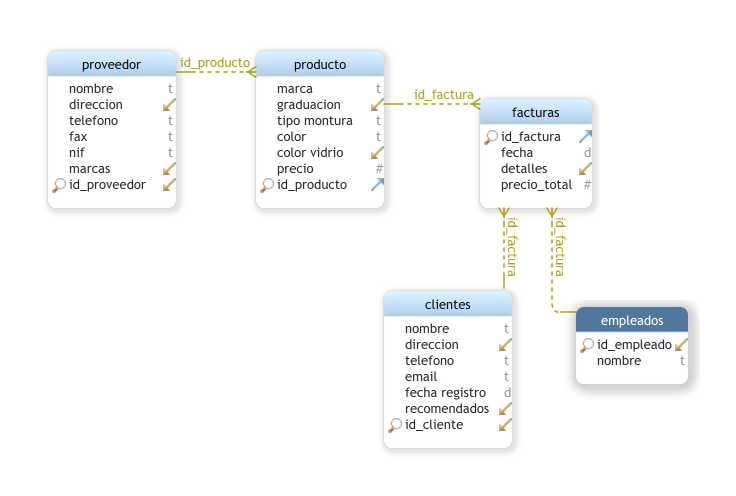 proveedor
nombre t
direccion
telefono t
fax t
nif t
marcas
id_proveedor
id_producto
producto
marca t
graduacion
tipo montura t
color t
color vidrio
precio #
id_producto
id_factura
facturas
id_factura
fecha d
detalles
precio_total #
id_factura
id_factura
clientes
nombre t
direccion
telefono t
email t
fecha registro d
recomendados
id_cliente
empleados
id_empleado
nombre t